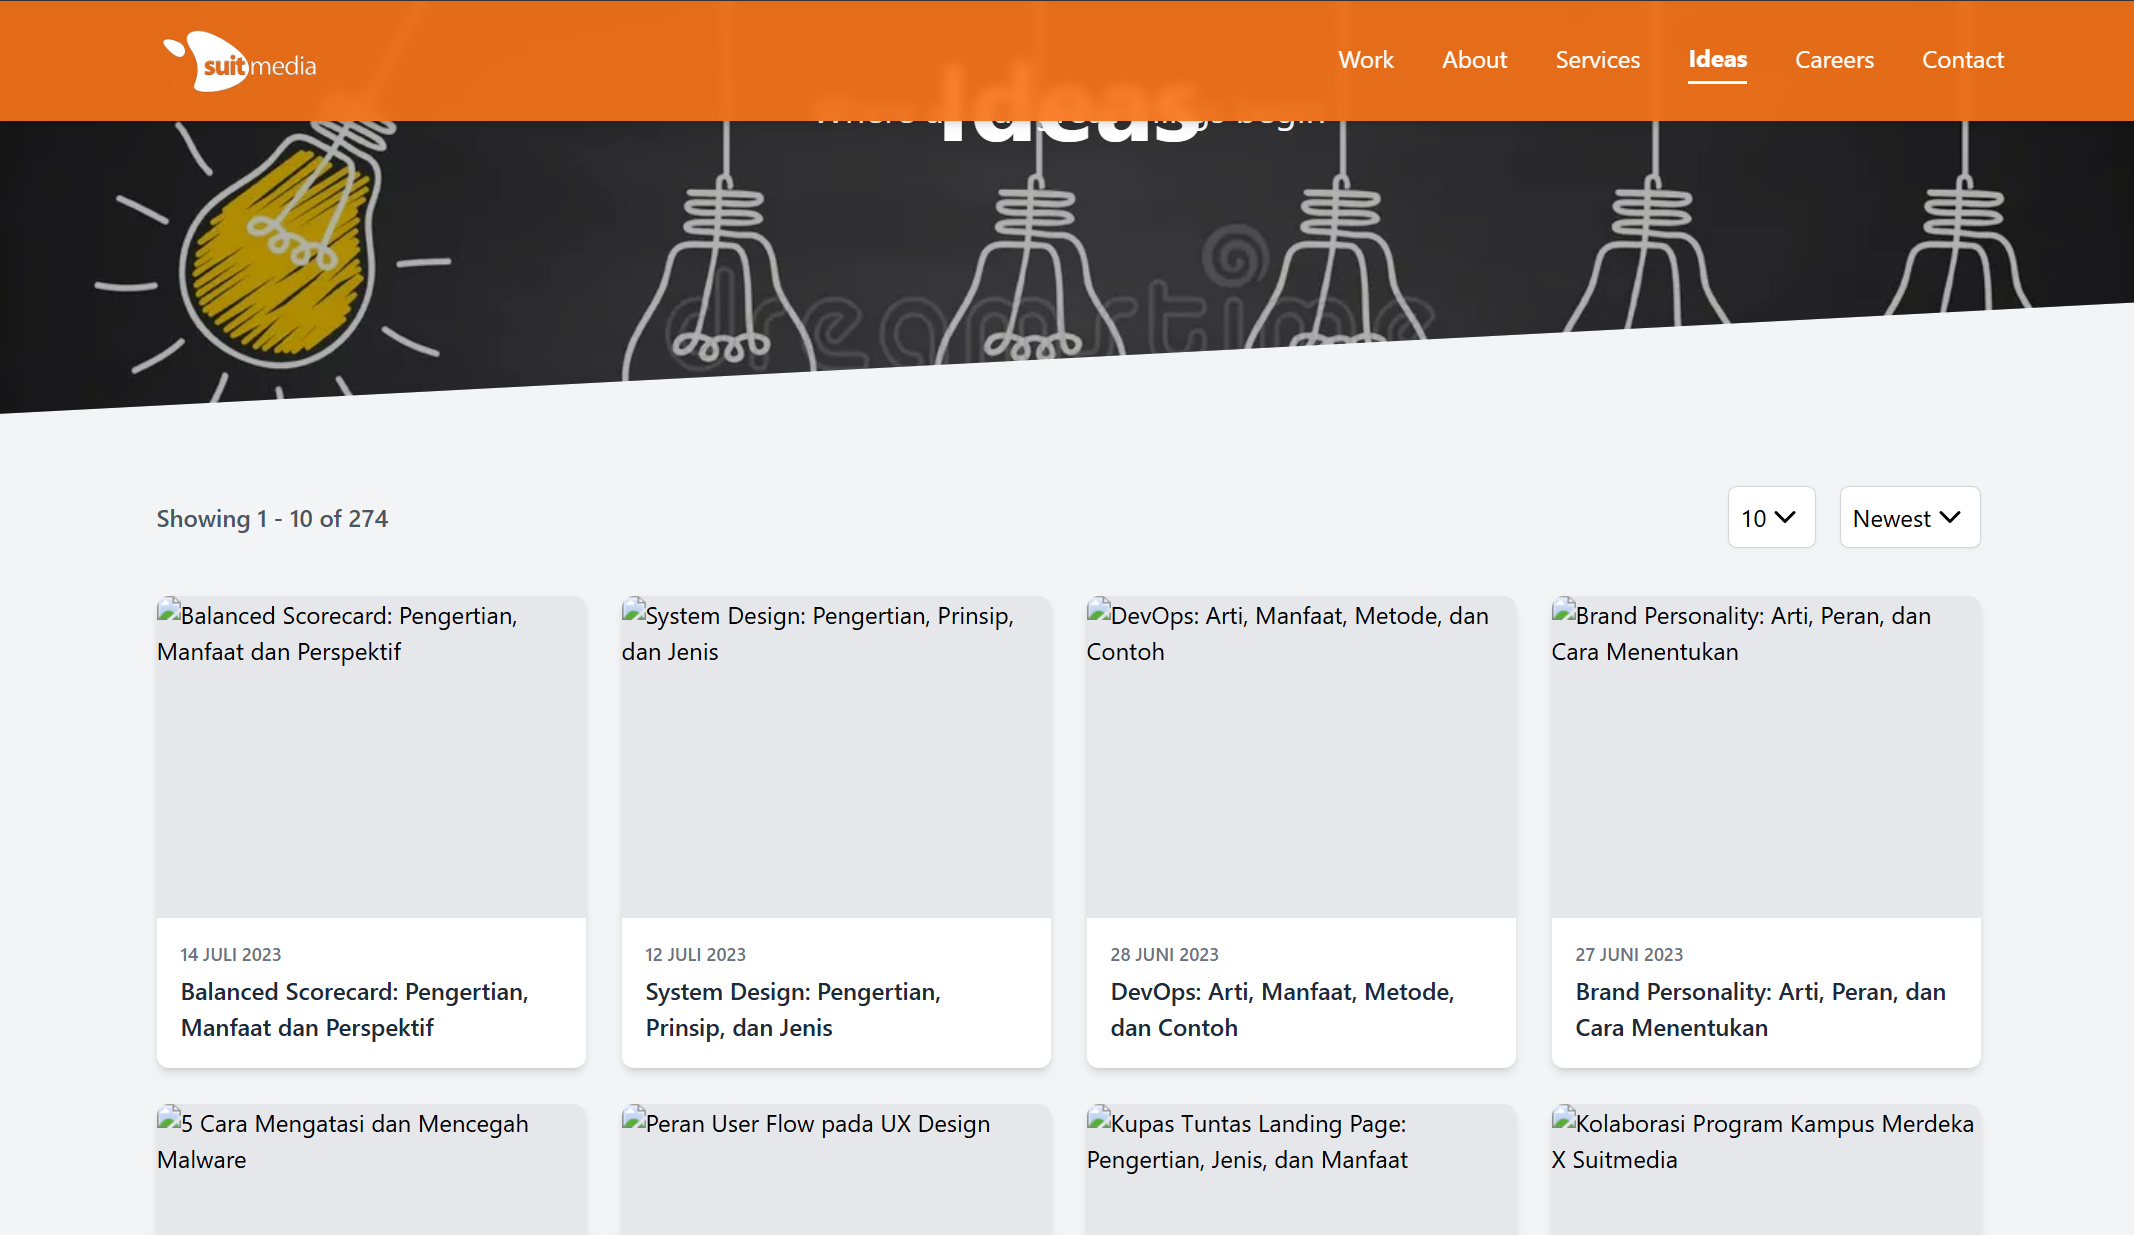 suitmedia
Work About Services Ideas Careers Contact
Ideas
begin
dreamstime
Showing 1 - 10 of 274
10 Newest
Balanced Scorecard: Pengertian,
Manfaat dan Perspektif
System Design: Pengertian, Prinsip,
dan Jenis
DevOps: Arti, Manfaat, Metode, dan
Contoh
Brand Personality: Arti, Peran, dan
Cara Menentukan
14 JULI 2023
Balanced Scorecard: Pengertian,
Manfaat dan Perspektif
12 JULI 2023
System Design: Pengertian,
Prinsip, dan Jenis
28 JUNI 2023
DevOps: Arti, Manfaat, Metode,
dan Contoh
27 JUNI 2023
Brand Personality: Arti, Peran, dan
Cara Menentukan
5 Cara Mengatasi dan Mencegah
Malware
Peran User Flow pada UX Design
Kupas Tuntas Landing Page:
Pengertian, Jenis, dan Manfaat
Kolaborasi Program Kampus Merdeka
X Suitmedia